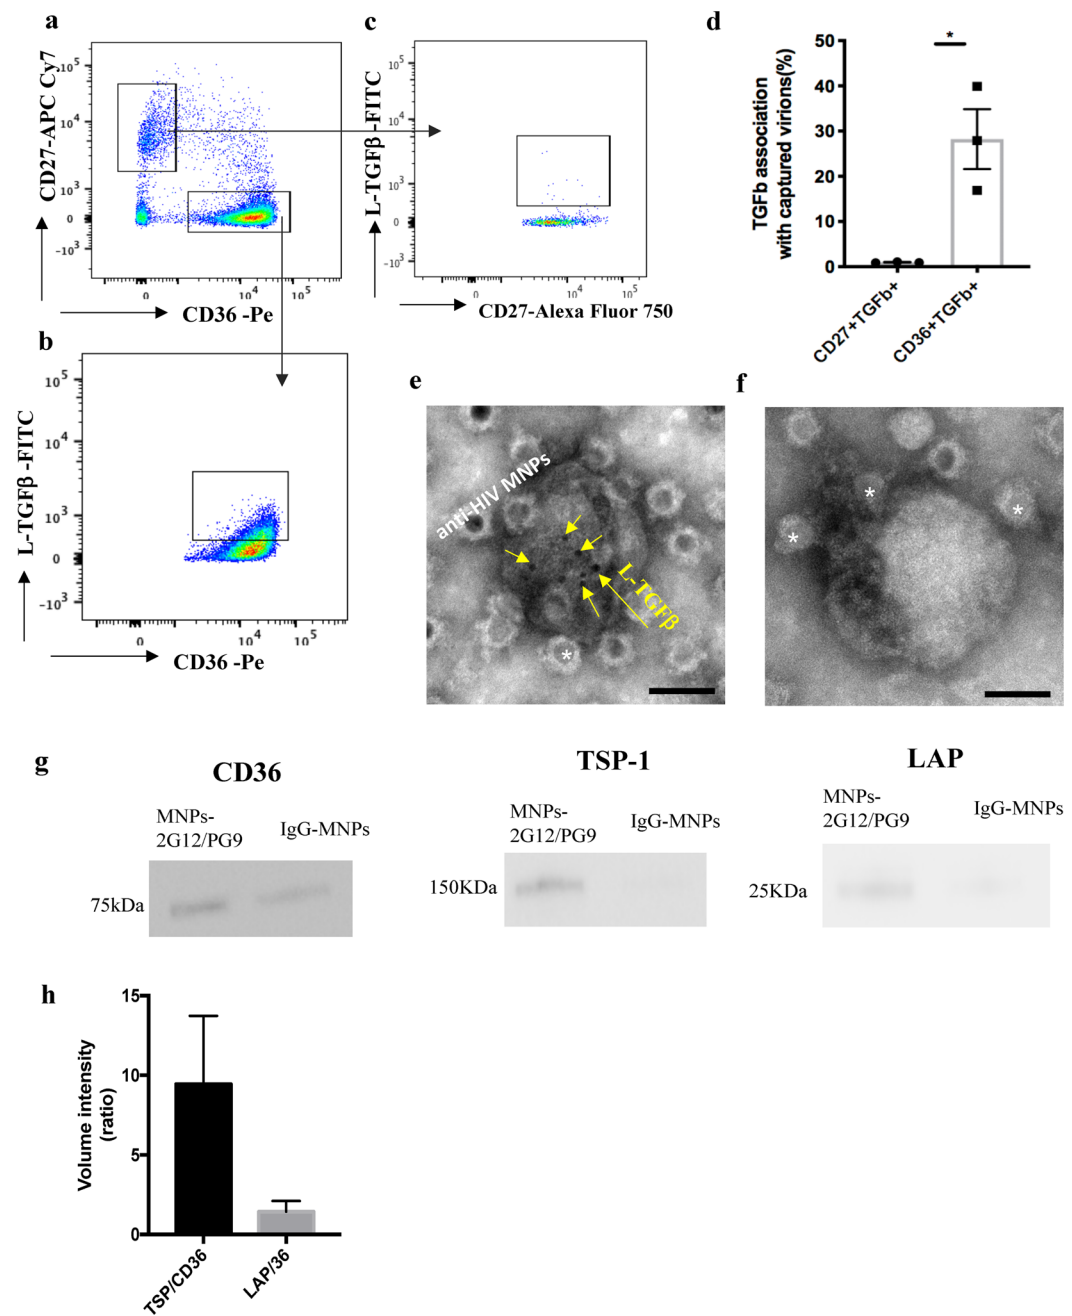 a
CD27-APC Cy7
10^5
10^4
10^3
0
-10^3
0
10^4
10^5
CD36 -Pe
c
L-TGFβ -FITC
10^5
10^4
10^3
0
-10^3
0
10^4
10^5
CD27-Alexa Fluor 750
d
TGFb association
with captured virions(%)
50
40
30
20
10
0
*
CD27+TGFb+
CD36+TGFb+
b
L-TGFβ -FITC
10^5
10^4
10^3
0
-10^3
0
10^4
10^5
CD36 -Pe
e
anti-HIV MNPs
L-TGFβ
*
f
*
*
*
g
CD36
MNPs-
2G12/PG9
IgG-MNPs
75kDa
TSP-1
MNPs-
2G12/PG9
IgG-MNPs
150KDa
LAP
MNPs-
2G12/PG9
IgG-MNPs
25KDa
h
Volume intensity
(ratio)
15
10
5
0
TSP/CD36
LAP/36